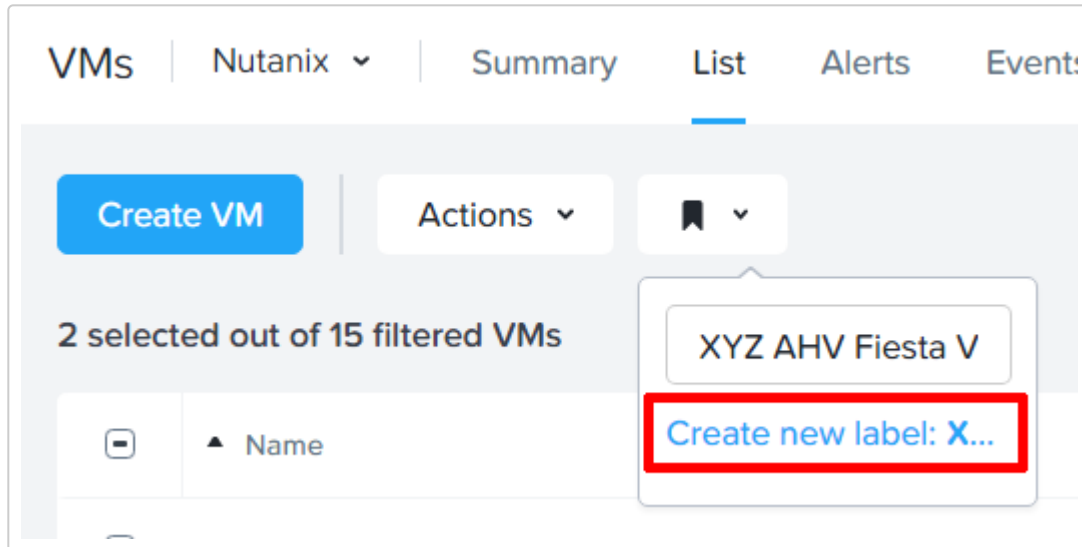 VMs Nutanix Summary List Alerts Events
Create VM Actions
2 selected out of 15 filtered VMs
XYZ AHV Fiesta V
Name
Create new label: X...